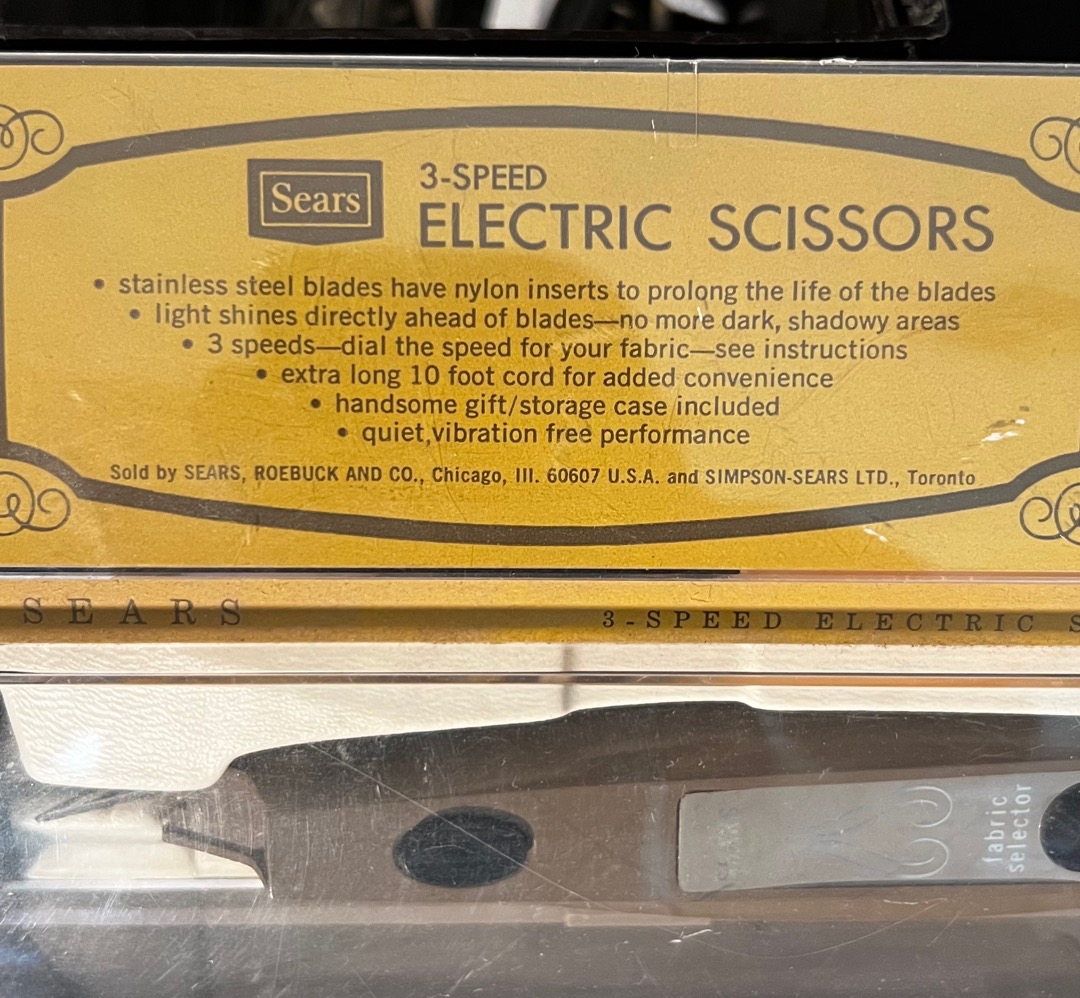 Sears
3-SPEED
ELECTRIC SCISSORS
• stainless steel blades have nylon inserts to prolong the life of the blades
• light shines directly ahead of blades—no more dark, shadowy areas
• 3 speeds—dial the speed for your fabric—see instructions
• extra long 10 foot cord for added convenience
• handsome gift/storage case included
• quiet,vibration free performance
Sold by SEARS, ROEBUCK AND CO., Chicago, Ill. 60607 U.S.A. and SIMPSON-SEARS LTD., Toronto
SEARS 3-SPEED ELECTRIC S
SEARS
fabric
selector